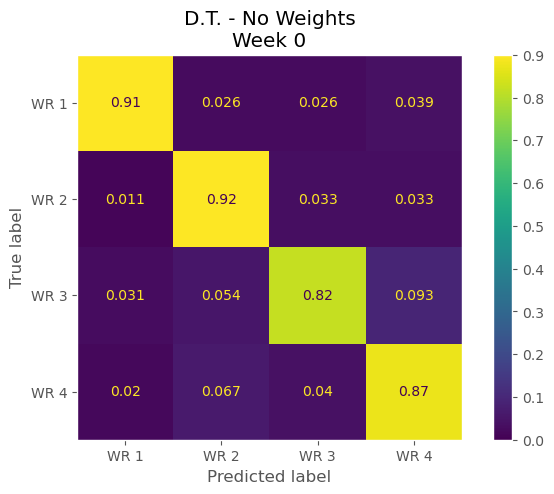 D.T. - No Weights
Week 0
WR 1 0.91 0.026 0.026 0.039
WR 2 0.011 0.92 0.033 0.033
WR 3 0.031 0.054 0.82 0.093
WR 4 0.02 0.067 0.04 0.87
WR 1 WR 2 WR 3 WR 4
Predicted label
True label
0.9
0.8
0.7
0.6
0.5
0.4
0.3
0.2
0.1
0.0